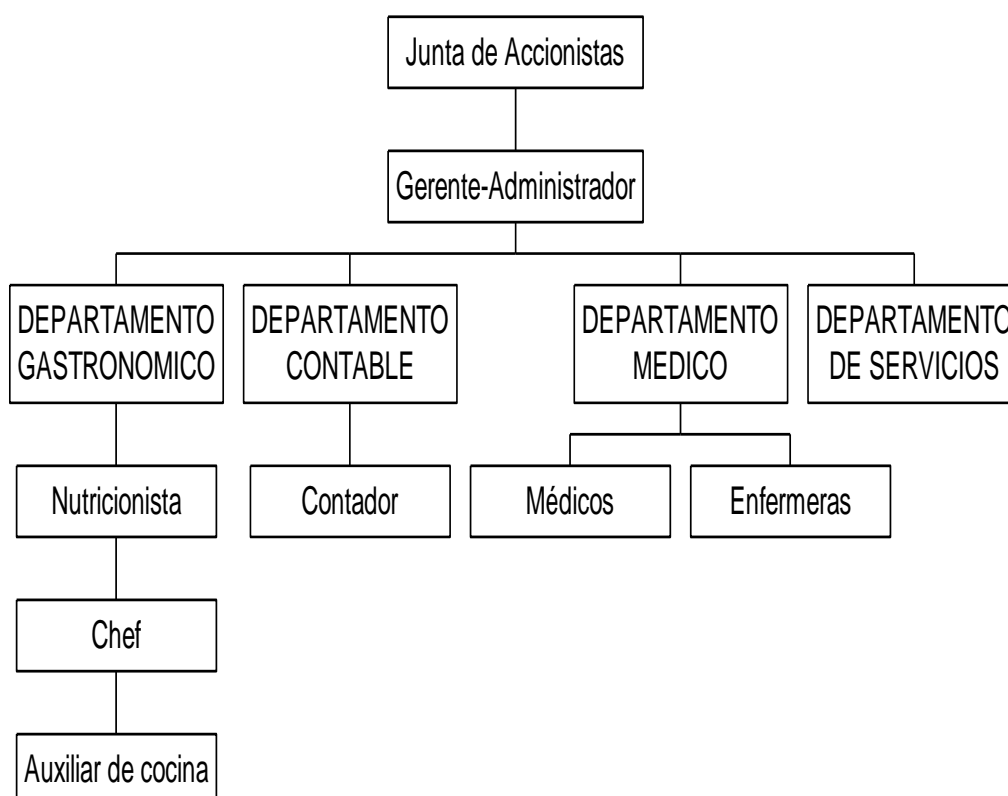 Junta de Accionistas
Gerente-Administrador
DEPARTAMENTO
GASTRONOMICO
DEPARTAMENTO
CONTABLE
DEPARTAMENTO
MEDICO
DEPARTAMENTO
DE SERVICIOS
Nutricionista
Contador
Médicos
Enfermeras
Chef
Auxiliar de cocina